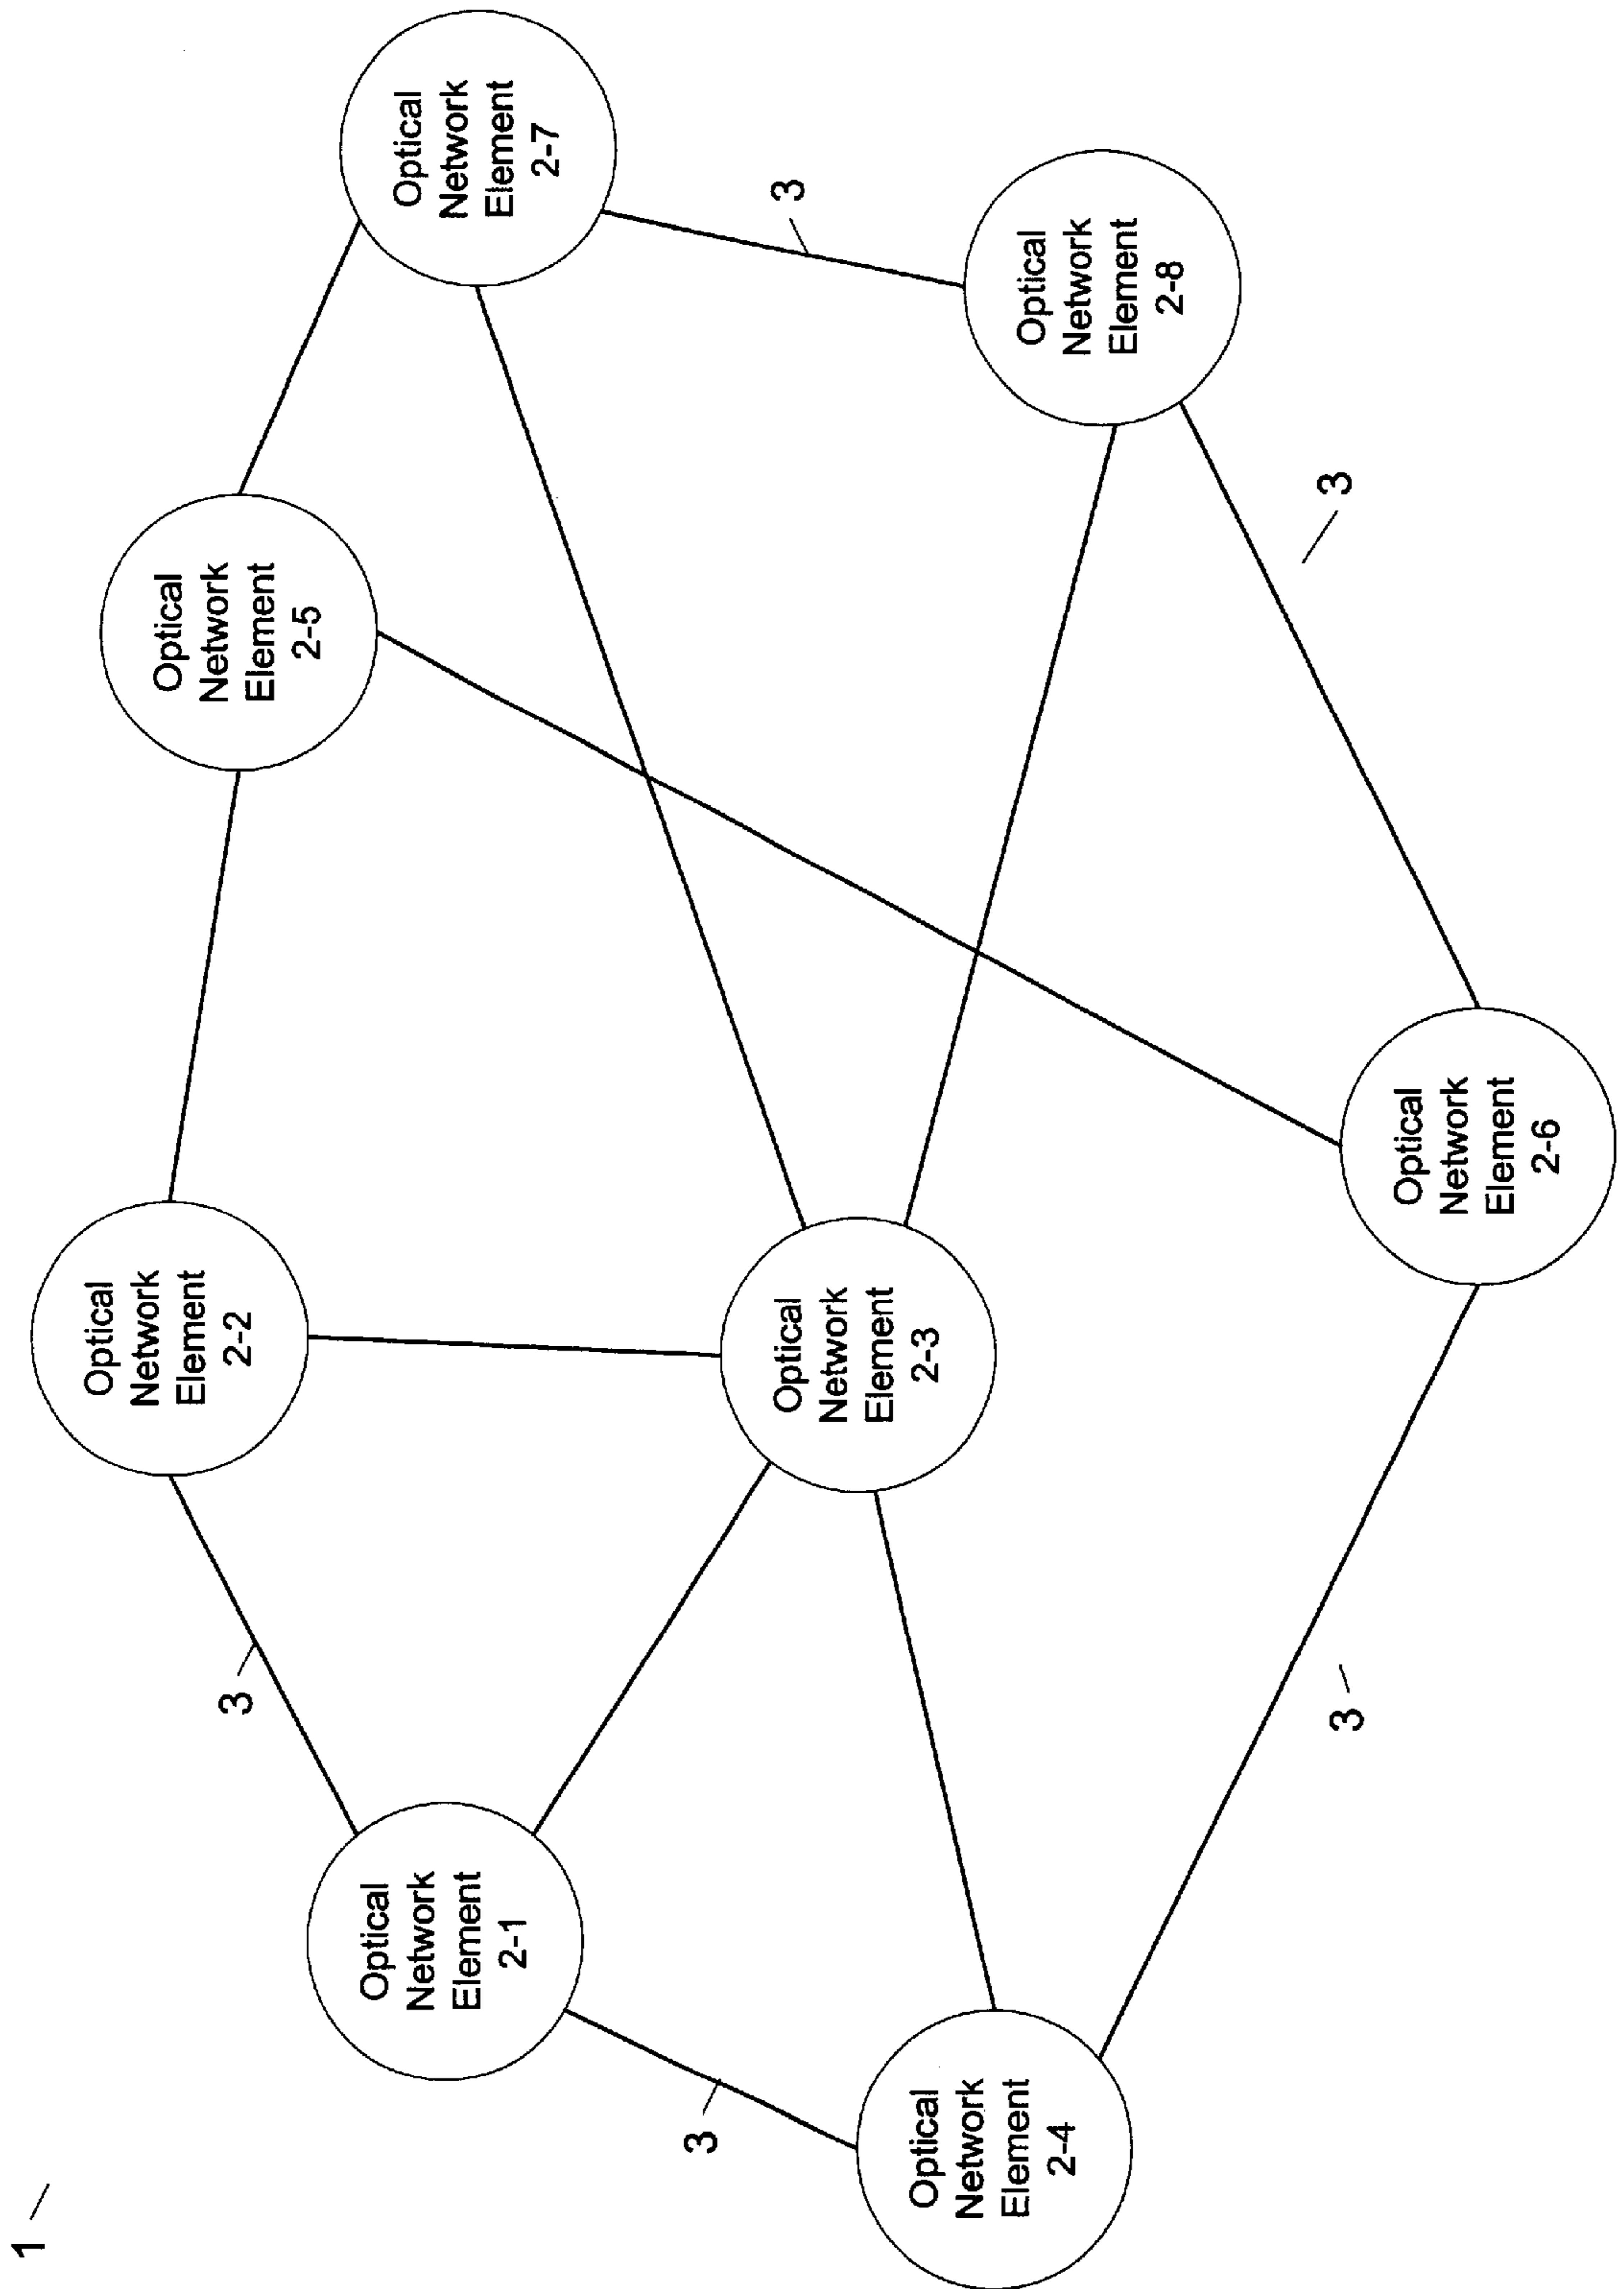 1
Optical
Network
Element
2-2
Optical
Network
Element
2-5
3
Optical
Network
Element
2-1
Optical
Network
Element
2-7
3
Optical
Network
Element
2-3
3
Optical
Network
Element
2-4
Optical
Network
Element
2-8
3
3
Optical
Network
Element
2-6